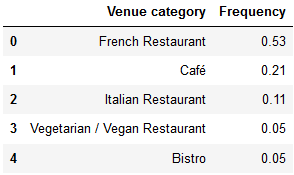 Venue category Frequency
0 French Restaurant 0.53
1 Café 0.21
2 Italian Restaurant 0.11
3 Vegetarian / Vegan Restaurant 0.05
4 Bistro 0.05